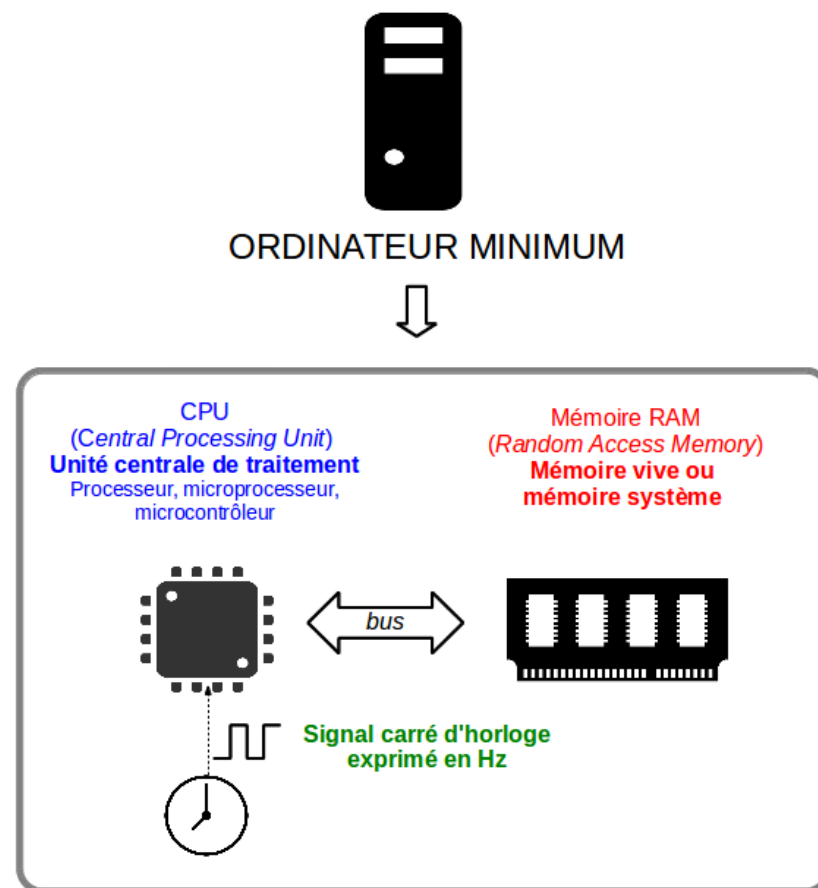 ORDINATEUR MINIMUM
CPU
(Central Processing Unit)
Unité centrale de traitement
Processeur, microprocesseur,
microcontrôleur
Mémoire RAM
(Random Access Memory)
Mémoire vive ou
mémoire système
bus
Signal carré d'horloge
exprimé en Hz